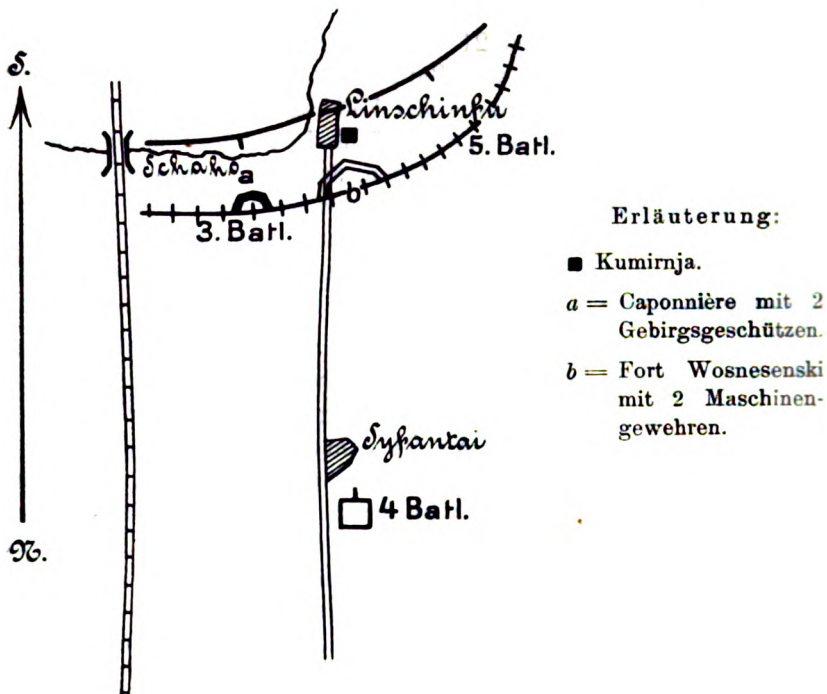 S.
Linschinpu
5. Batl.
Schaho
a
b
3. Batl.
Syfantai
4 Batl.
N.
Erläuterung:
■ Kumirnja.
a = Caponnière mit 2
Gebirgsgeschützen.
b = Fort Wosnesenski
mit 2 Maschinen-
gewehren.